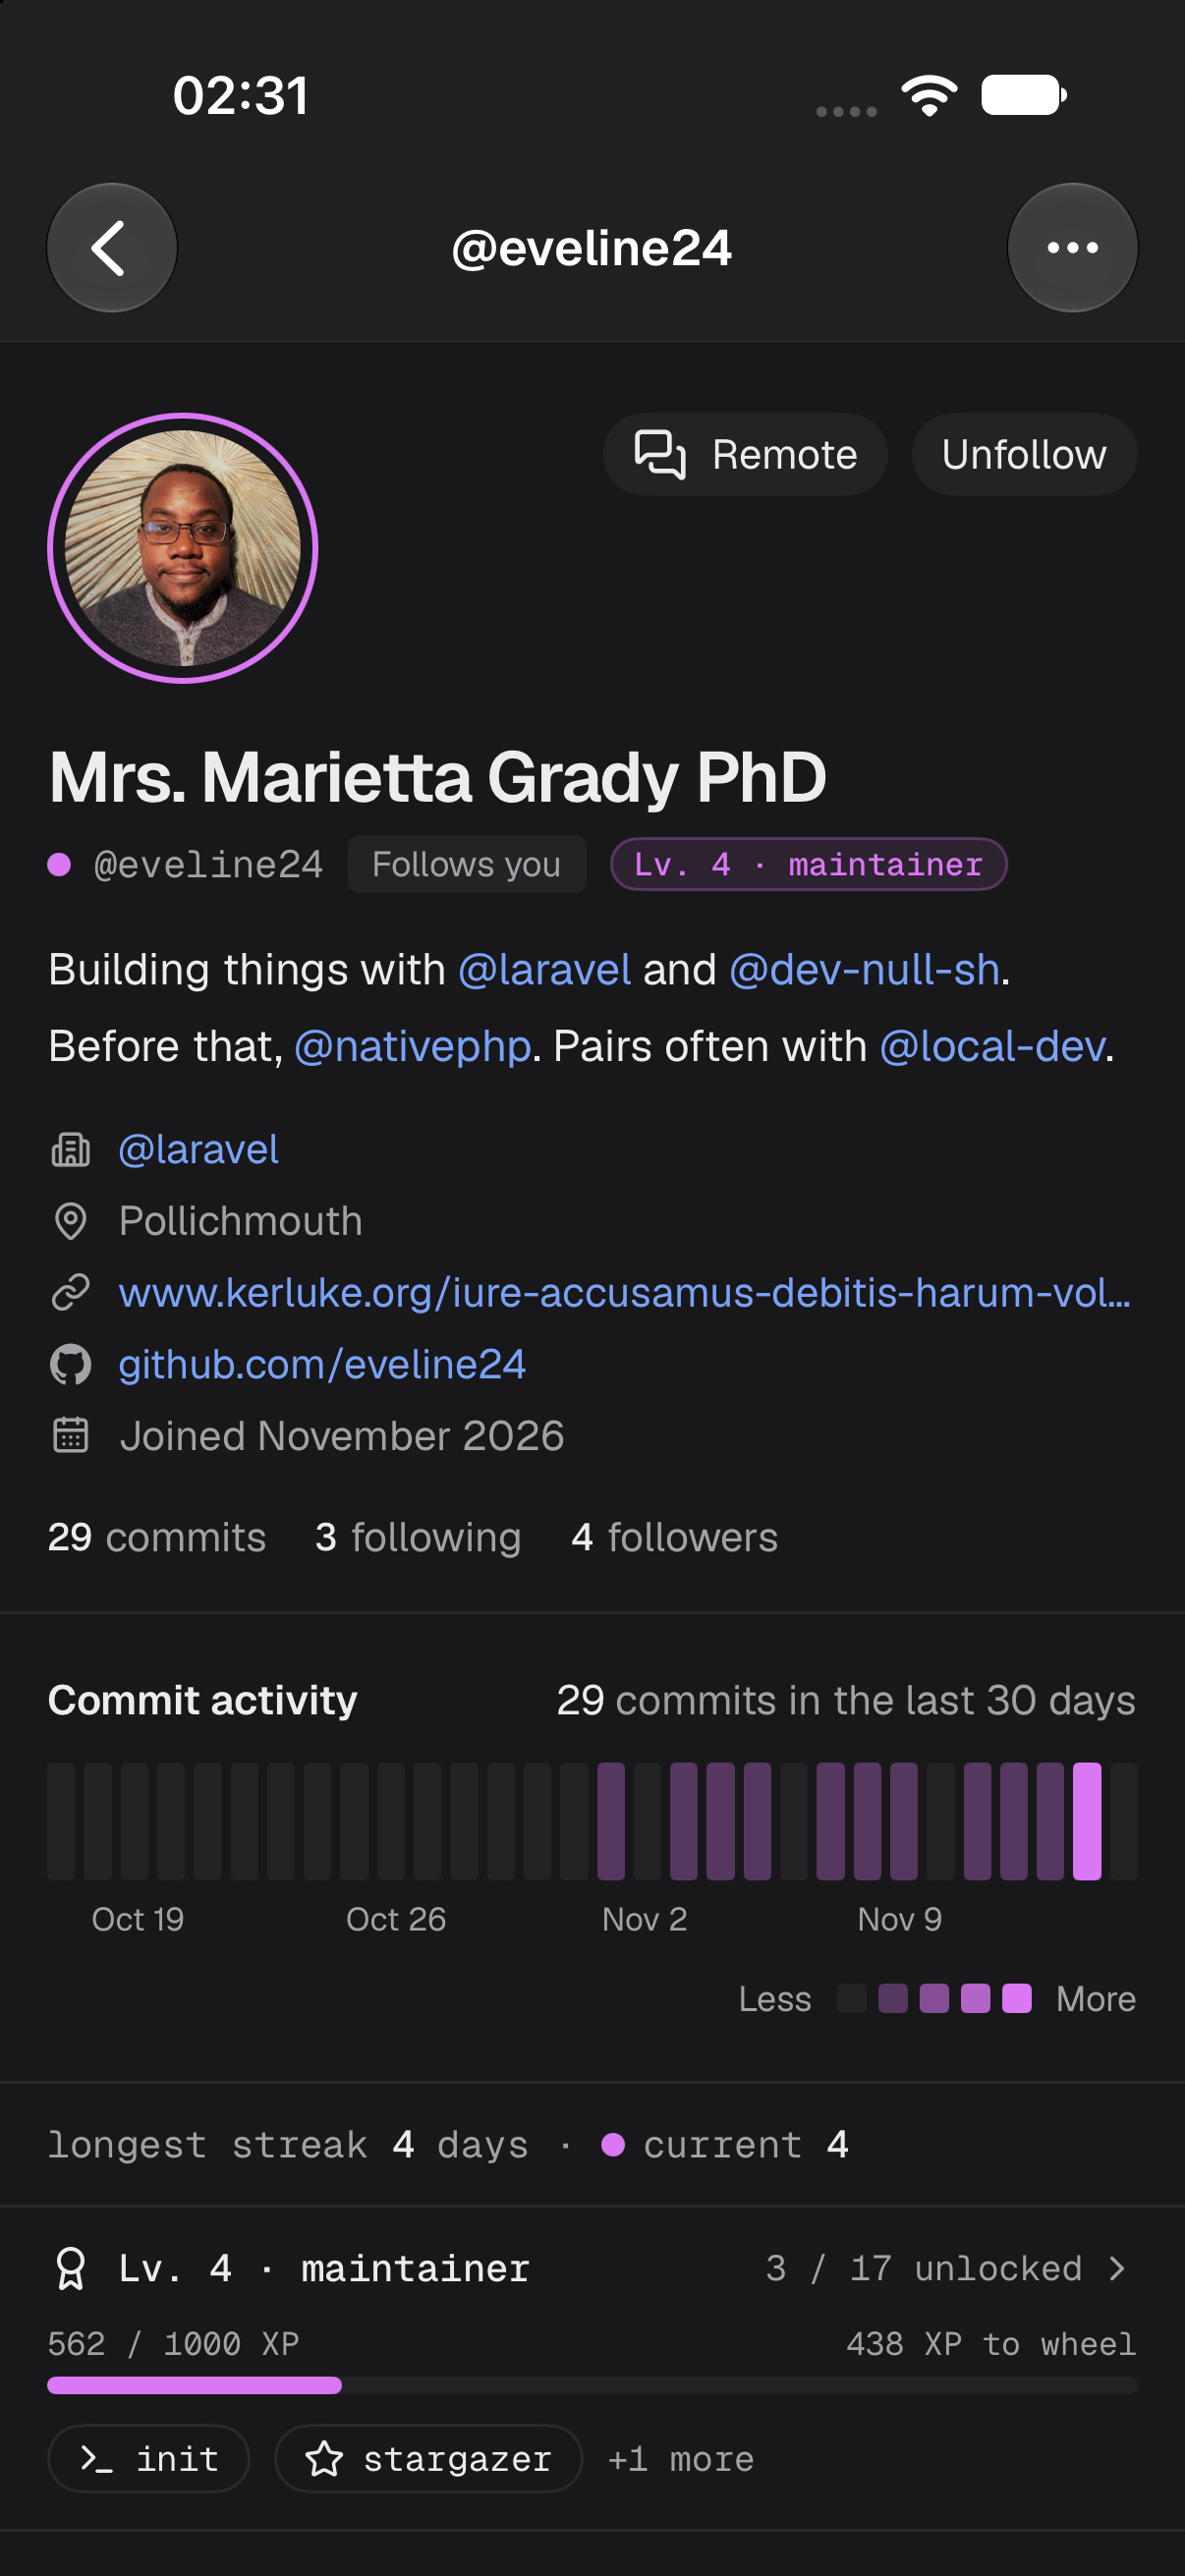 02:31
@eveline24
Remote
Unfollow
Mrs. Marietta Grady PhD
@eveline24 Follows you Lv. 4 · maintainer
Building things with @laravel and @dev-null-sh.
Before that, @nativephp. Pairs often with @local-dev.
@laravel
Pollichmouth
www.kerluke.org/iure-accusamus-debitis-harum-vol...
github.com/eveline24
Joined November 2026
29 commits 3 following 4 followers
Commit activity 29 commits in the last 30 days
Oct 19 Oct 26 Nov 2 Nov 9
Less More
longest streak 4 days · current 4
Lv. 4 · maintainer 3 / 17 unlocked
562 / 1000 XP 438 XP to wheel
init stargazer +1 more